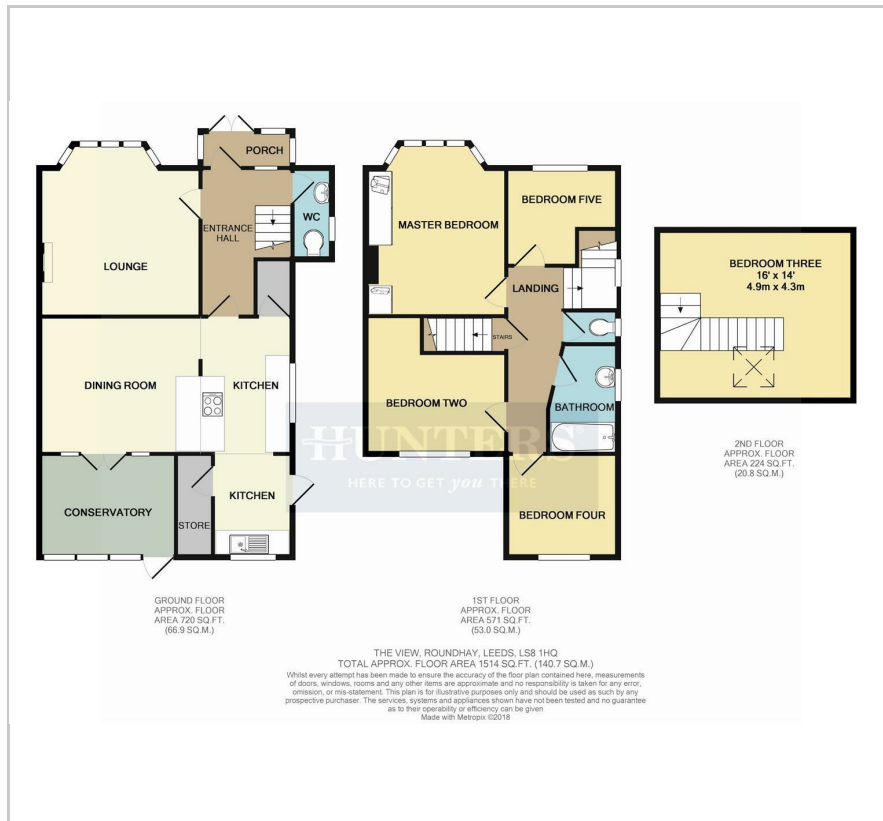 PORCH
WC
ENTRANCE
HALL
LOUNGE
DINING ROOM
KITCHEN
KITCHEN
STORE
CONSERVATORY
GROUND FLOOR
APPROX. FLOOR
AREA 720 SQ.FT.
(66.9 SQ.M.)
MASTER BEDROOM
BEDROOM FIVE
LANDING
STAIRS
BEDROOM TWO
BATHROOM
BEDROOM FOUR
1ST FLOOR
APPROX. FLOOR
AREA 571 SQ.FT.
(53.0 SQ.M.)
BEDROOM THREE
16' x 14'
4.9m x 4.3m
2ND FLOOR
APPROX. FLOOR
AREA 224 SQ.FT.
(20.8 SQ.M.)
HUNTERS
HERE TO GET you THERE
THE VIEW, ROUNDHAY, LEEDS, LS8 1HQ
TOTAL APPROX. FLOOR AREA 1514 SQ.FT. (140.7 SQ.M.)
Whilst every attempt has been made to ensure the accuracy of the floor plan contained here, measurements
of doors, windows, rooms and any other items are approximate and no responsibility is taken for any error,
omission, or mis-statement. This plan is for illustrative purposes only and should be used as such by any
prospective purchaser. The services, systems and appliances shown have not been tested and no guarantee
as to their operability or efficiency can be given
Made with Metropix ©2018